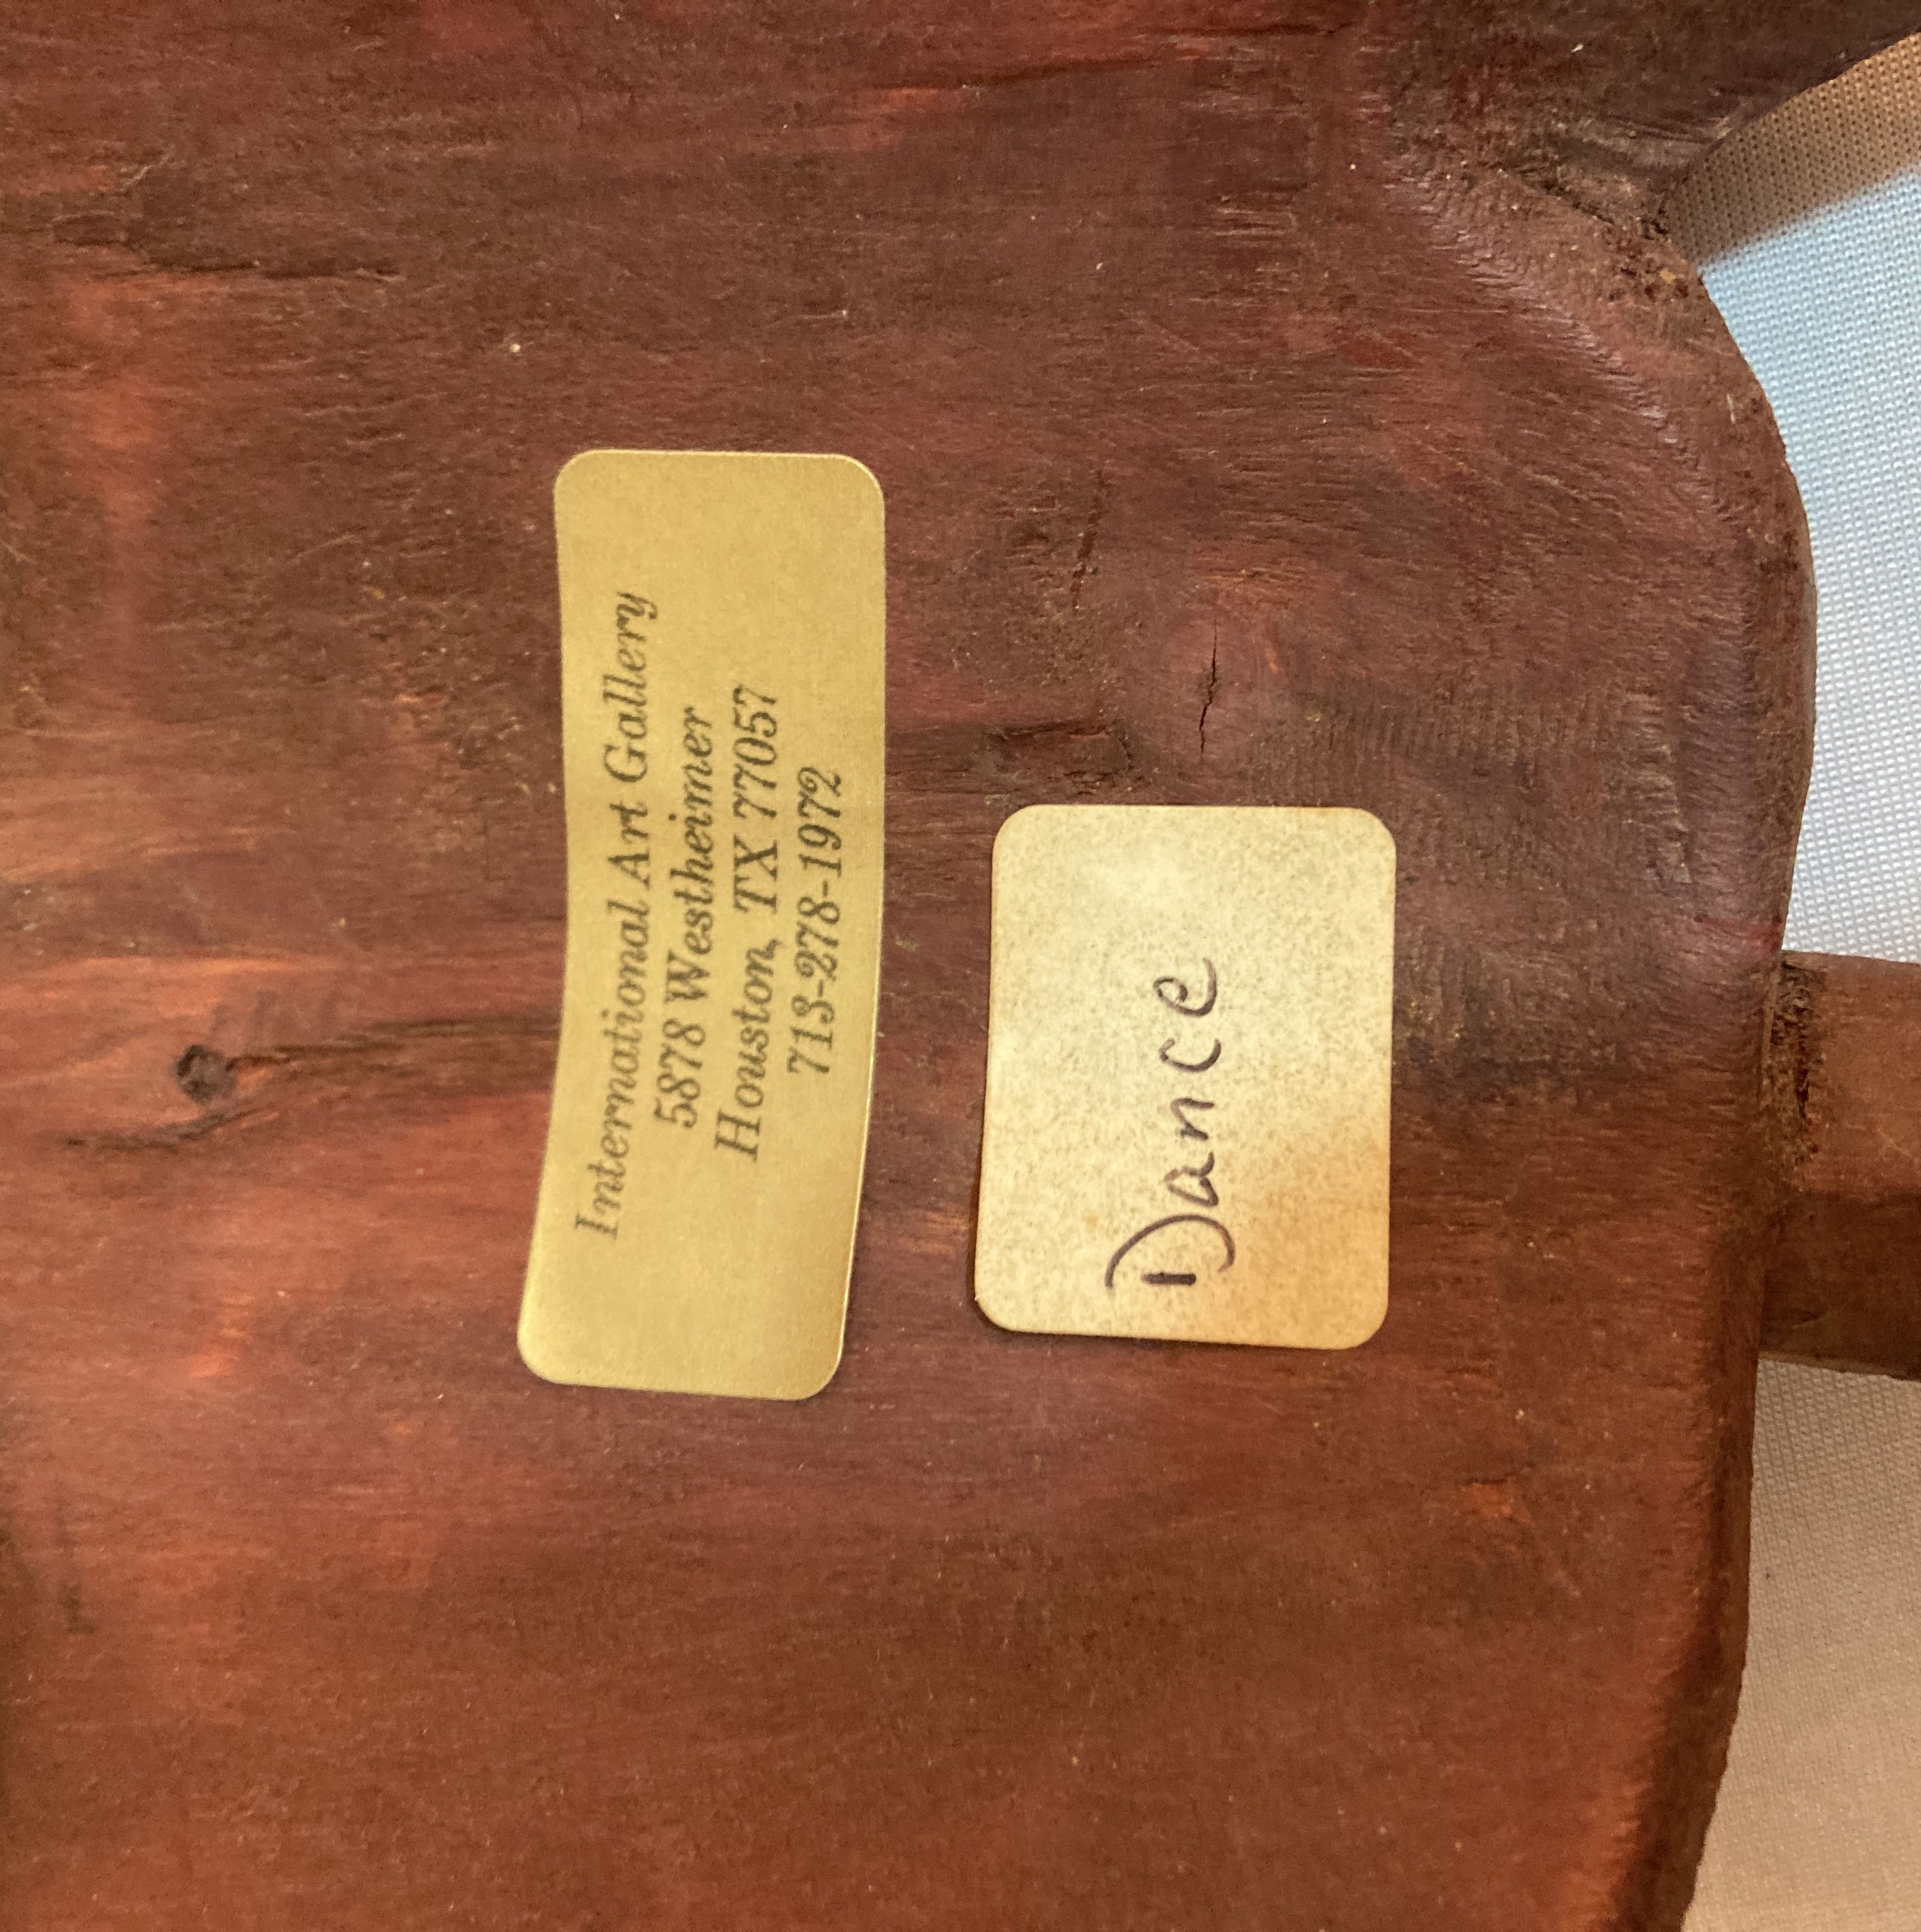 International Art Gallery
5878 Westheimer
Houston, TX 77057
713-278-1972
Dance